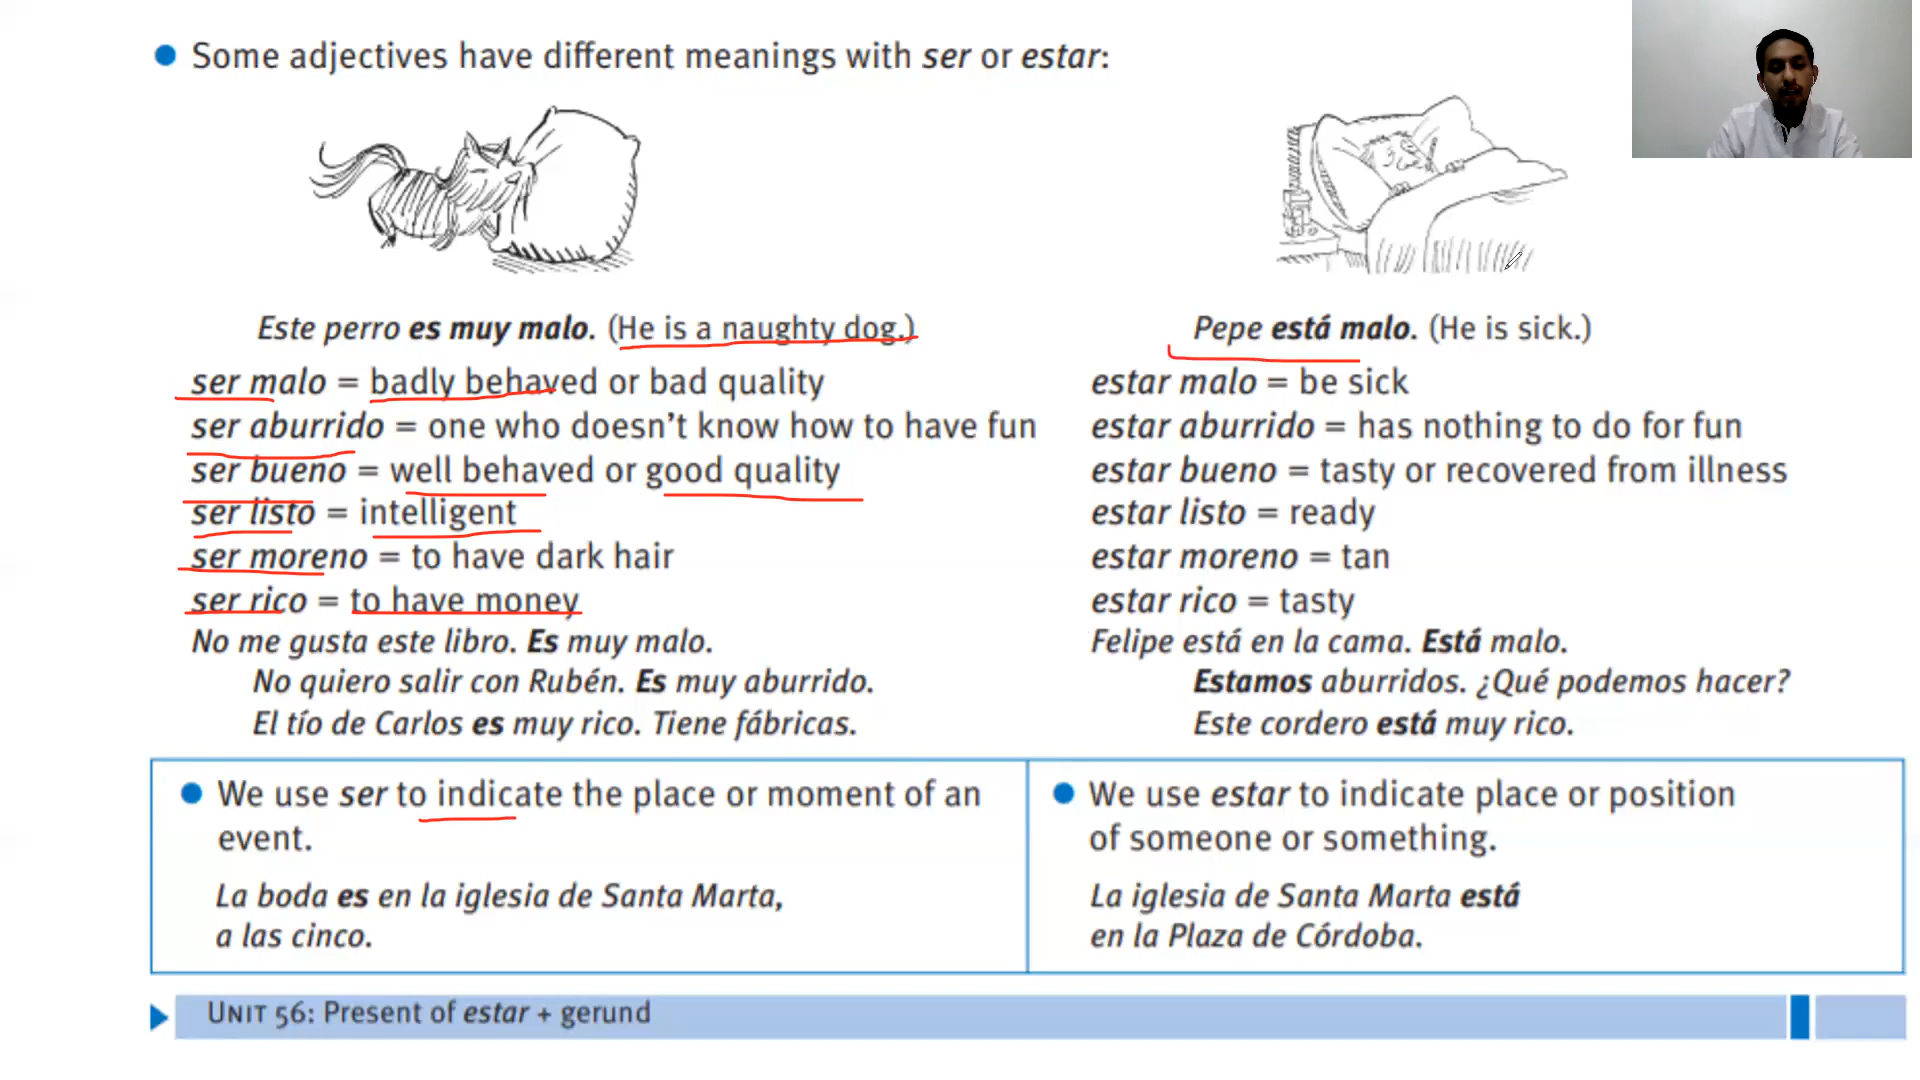 Some adjectives have different meanings with ser or estar:
Este perro es muy malo. (He is a naughty dog.)
ser malo = badly behaved or bad quality
ser aburrido = one who doesn't know how to have fun
ser bueno = well behaved or good quality
ser listo = intelligent
ser moreno = to have dark hair
ser rico = to have money
No me gusta este libro. Es muy malo.
No quiero salir con Rubén. Es muy aburrido.
El tío de Carlos es muy rico. Tiene fábricas.
Pepe está malo. (He is sick.)
estar malo = be sick
estar aburrido = has nothing to do for fun
estar bueno = tasty or recovered from illness
estar listo = ready
estar moreno = tan
estar rico = tasty
Felipe está en la cama. Está malo.
Estamos aburridos. ¿Qué podemos hacer?
Este cordero está muy rico.
We use ser to indicate the place or moment of an
event.
La boda es en la iglesia de Santa Marta,
a las cinco.
We use estar to indicate place or position
of someone or something.
La iglesia de Santa Marta está
en la Plaza de Córdoba.
UNIT 56: Present of estar + gerund